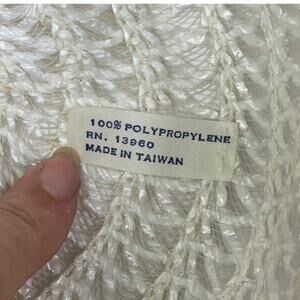 100% POLYPROPYLENE
RN. 13960
MADE IN TAIWAN